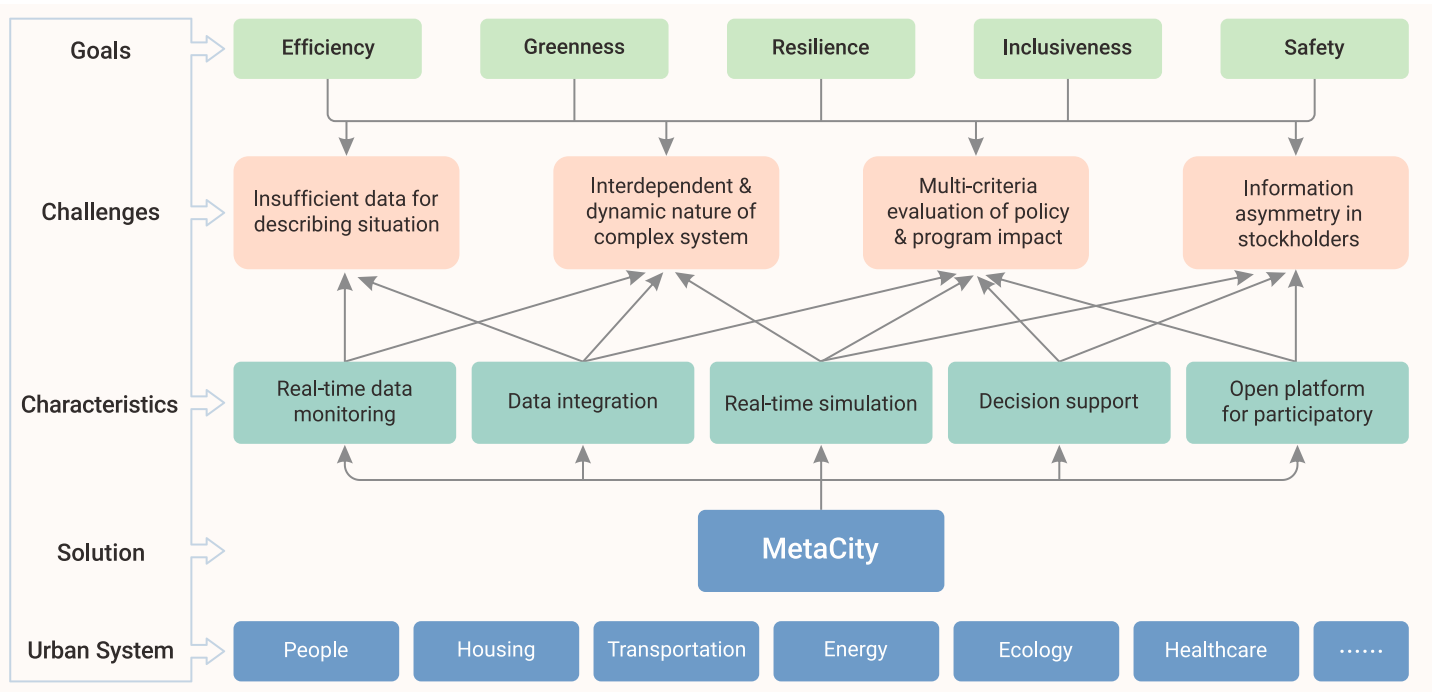 Goals
Efficiency
Greenness
Resilience
Inclusiveness
Safety
Challenges
Insufficient data for
describing situation
Interdependent &
dynamic nature of
complex system
Multi-criteria
evaluation of policy
& program impact
Information
asymmetry in
stockholders
Characteristics
Real-time data
monitoring
Data integration
Real-time simulation
Decision support
Open platform
for participatory
Solution
MetaCity
Urban System
People
Housing
Transportation
Energy
Ecology
Healthcare
······